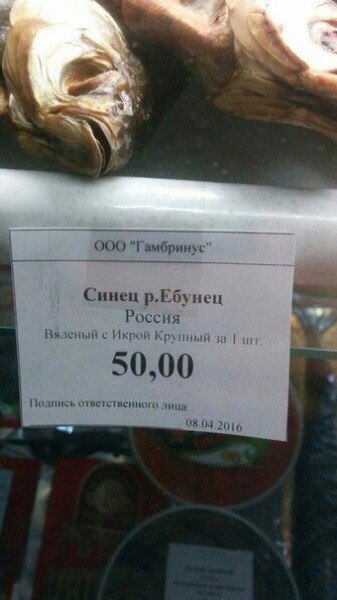 ООО "Гамбринус"
Синец р.Ебунец
Россия
Вяленый с Икрой Крупный за 1 шт.
50,00
Подпись ответственного лица:
08.04.2016